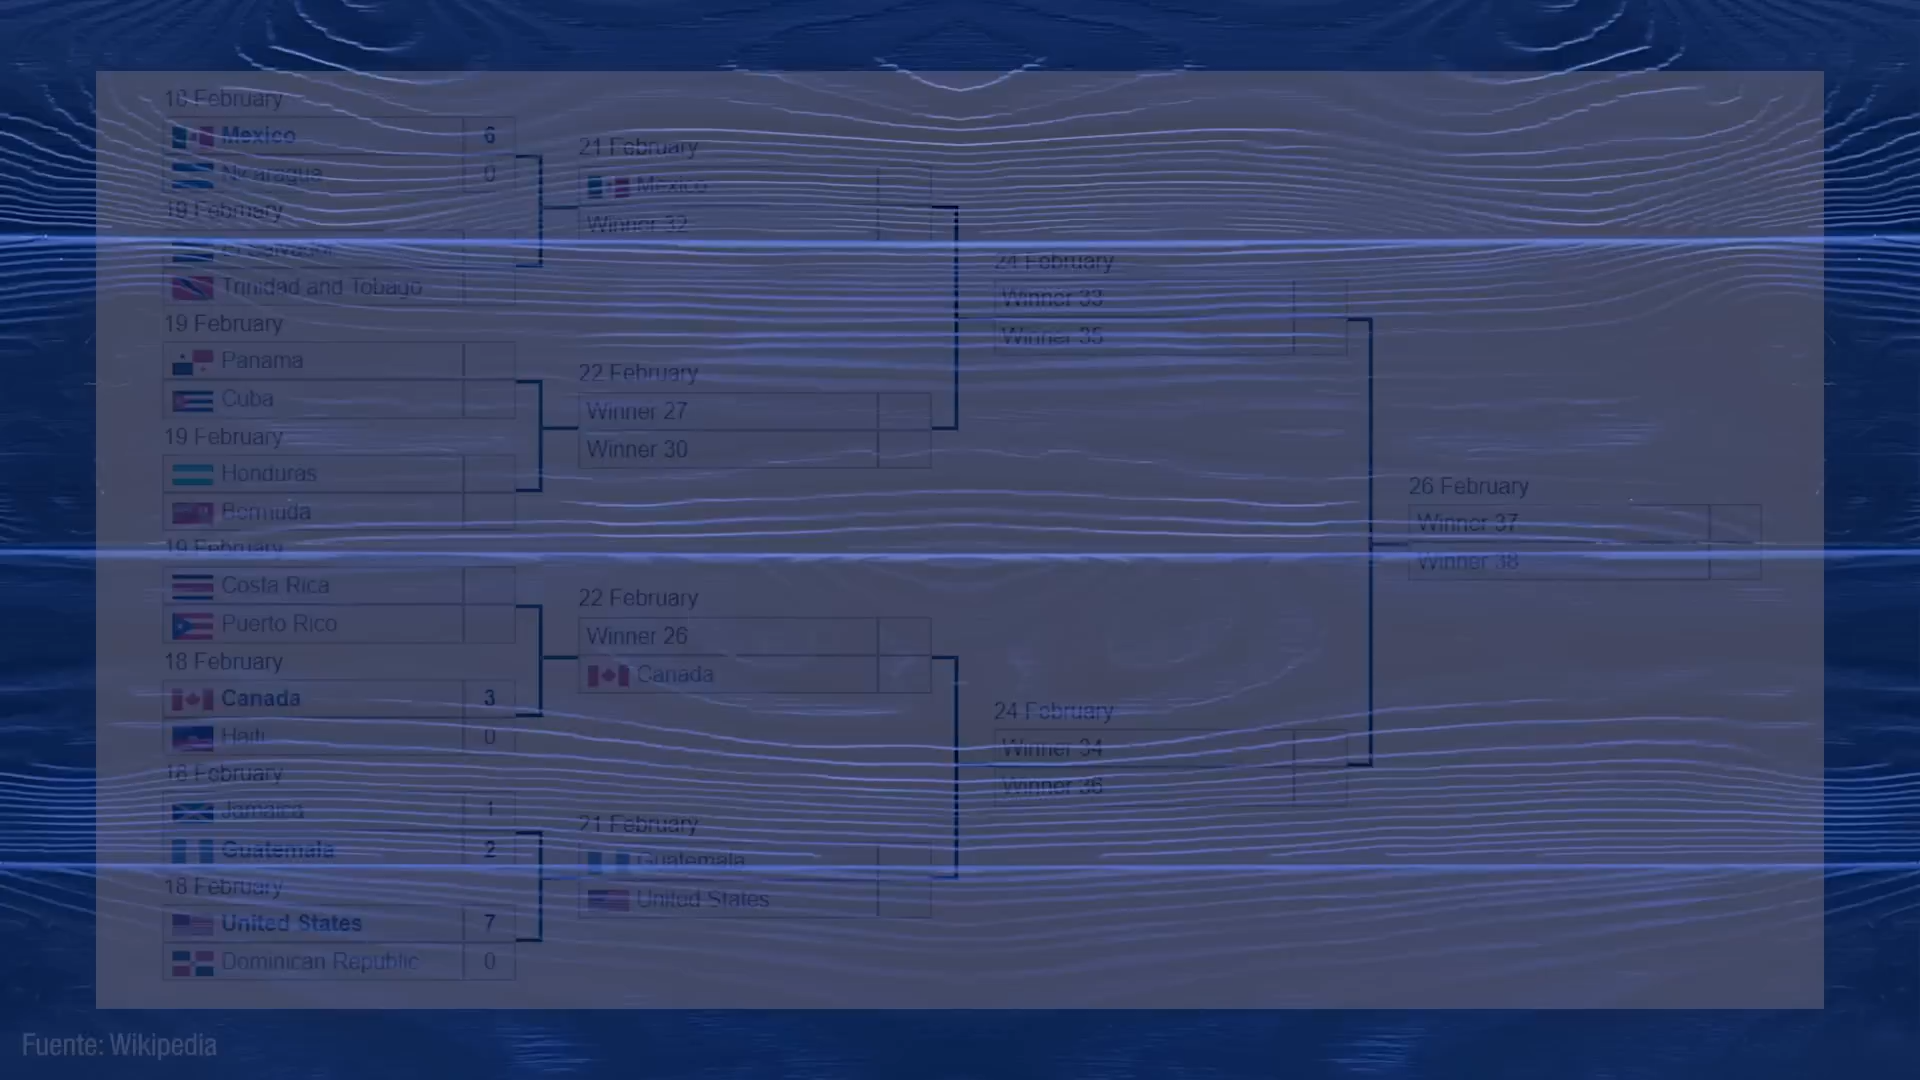 18 February
Mexico 6
Nicaragua 0
19 February
El Salvador
Trinidad and Tobago
19 February
Panama
Cuba
19 February
Honduras
Bermuda
19 February
Costa Rica
Puerto Rico
18 February
Canada 3
Haiti 0
18 February
Jamaica 1
Guatemala 2
18 February
United States 7
Dominican Republic 0
21 February
Mexico
Winner 32
22 February
Winner 27
Winner 30
22 February
Winner 26
Canada
21 February
Guatemala
United States
24 February
Winner 33
Winner 35
24 February
Winner 34
Winner 36
26 February
Winner 37
Winner 38
Fuente: Wikipedia